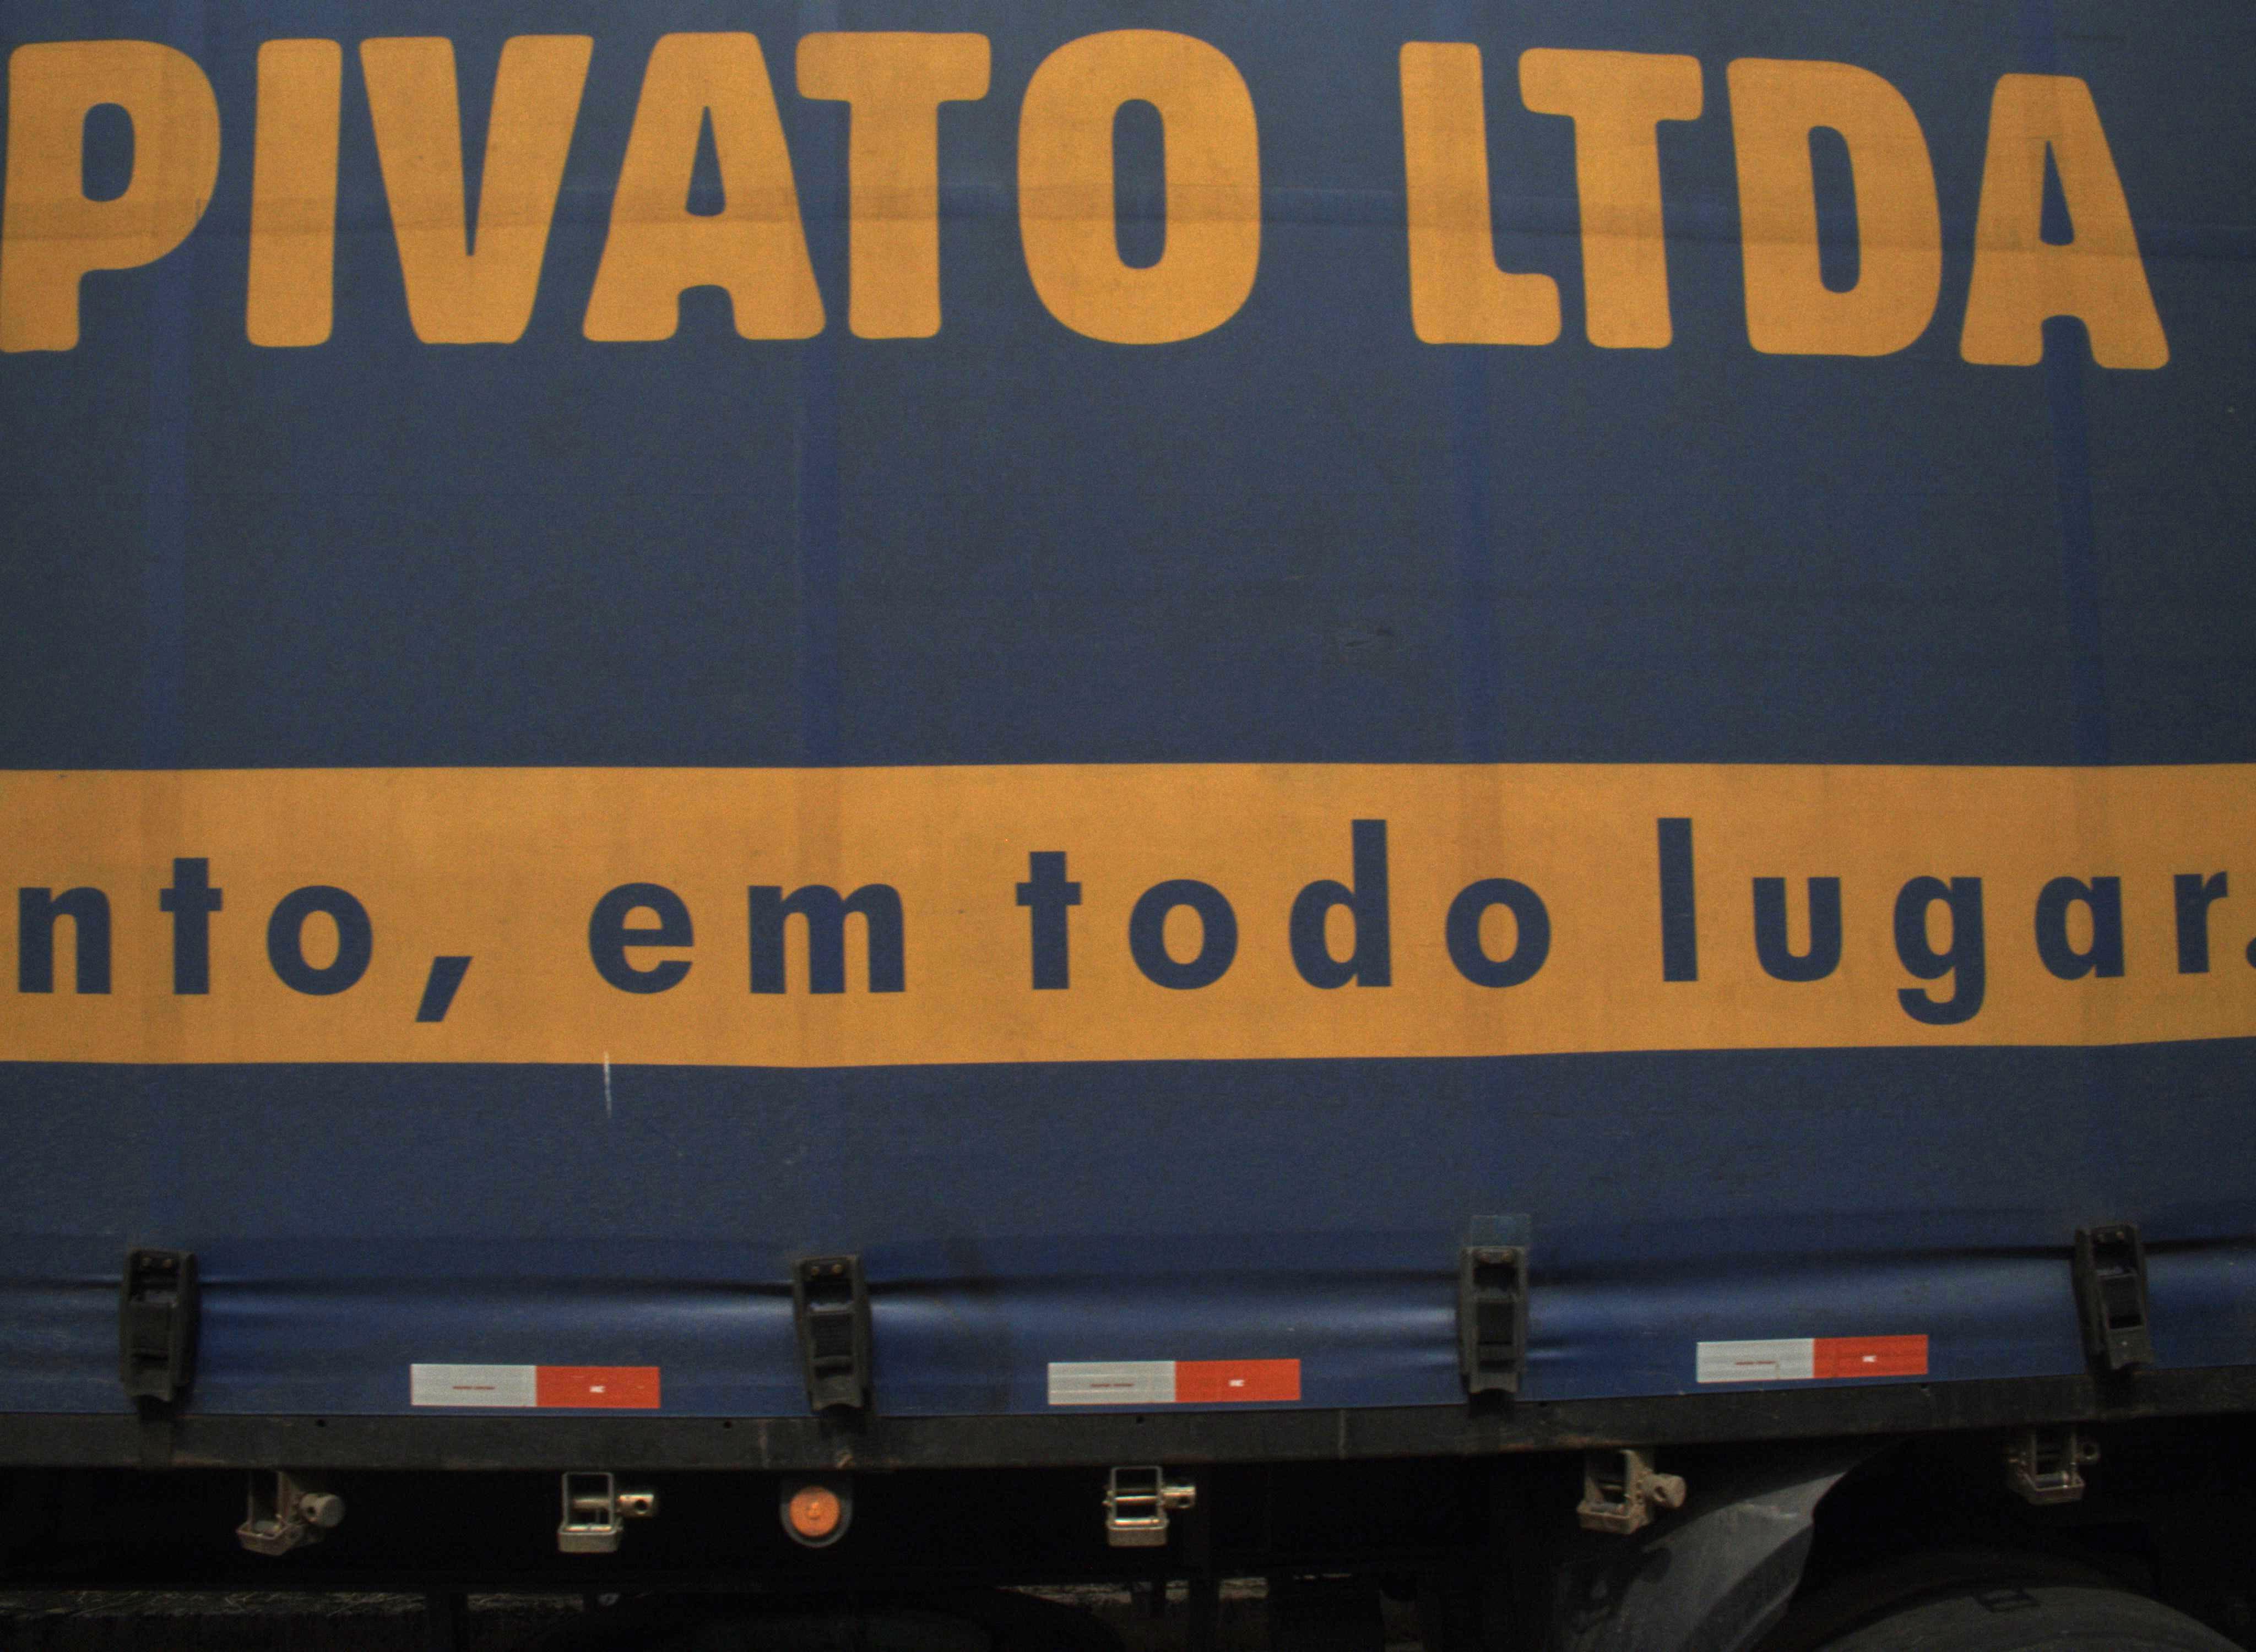 PIVATO LTDA
nto, em todo lugar.